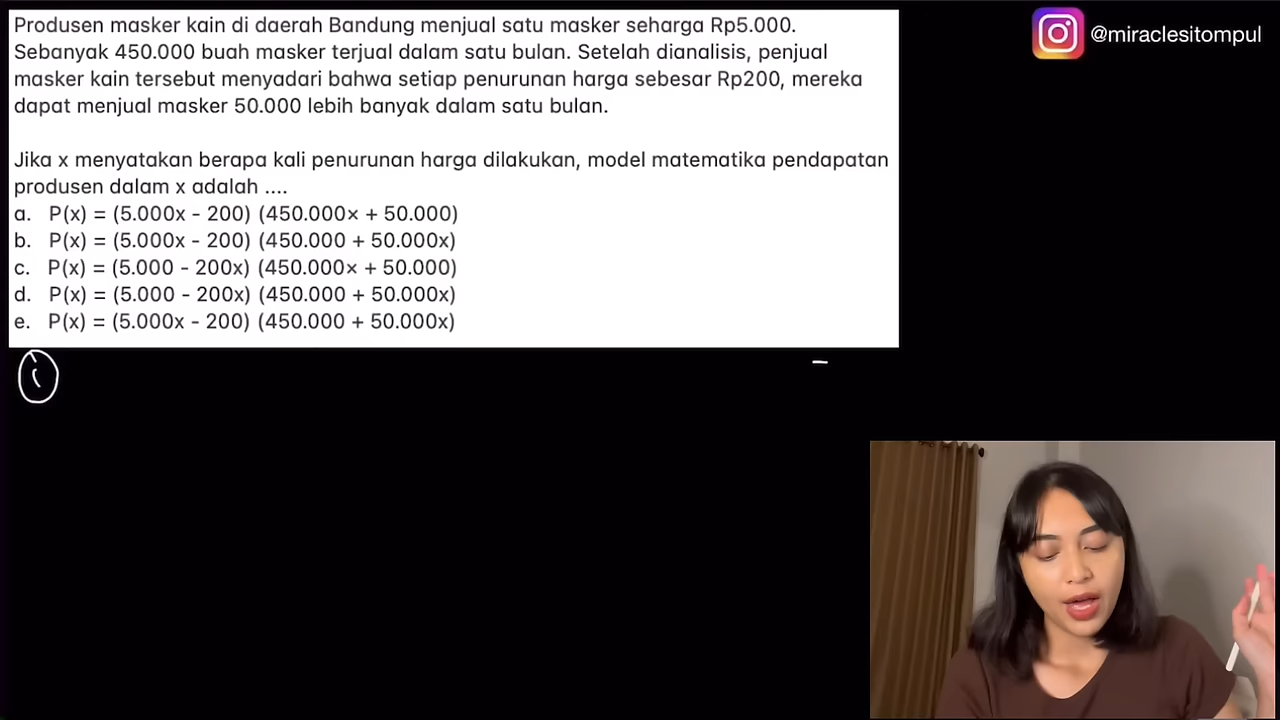 Produsen masker kain di daerah Bandung menjual satu masker seharga Rp5.000.
Sebanyak 450.000 buah masker terjual dalam satu bulan. Setelah dianalisis, penjual
masker kain tersebut menyadari bahwa setiap penurunan harga sebesar Rp200, mereka
dapat menjual masker 50.000 lebih banyak dalam satu bulan.
Jika x menyatakan berapa kali penurunan harga dilakukan, model matematika pendapatan
produsen dalam x adalah ....
a. P(x) = (5.000x - 200) (450.000× + 50.000)
b. P(x) = (5.000x - 200) (450.000 + 50.000x)
c. P(x) = (5.000 - 200x) (450.000× + 50.000)
d. P(x) = (5.000 - 200x) (450.000 + 50.000x)
e. P(x) = (5.000x - 200) (450.000 + 50.000x)
@miraclesitompul